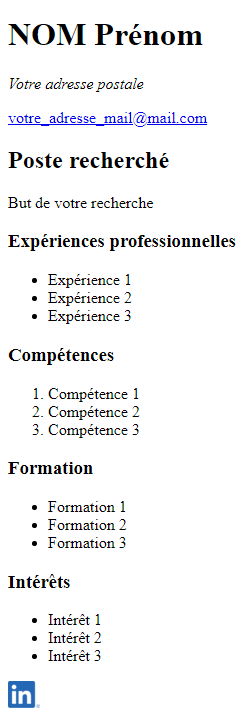 NOM Prénom
Votre adresse postale
votre_adresse_mail@mail.com
Poste recherché
But de votre recherche
Expériences professionnelles
• Expérience 1
• Expérience 2
• Expérience 3
Compétences
1. Compétence 1
2. Compétence 2
3. Compétence 3
Formation
• Formation 1
• Formation 2
• Formation 3
Intérêts
• Intérêt 1
• Intérêt 2
• Intérêt 3
in